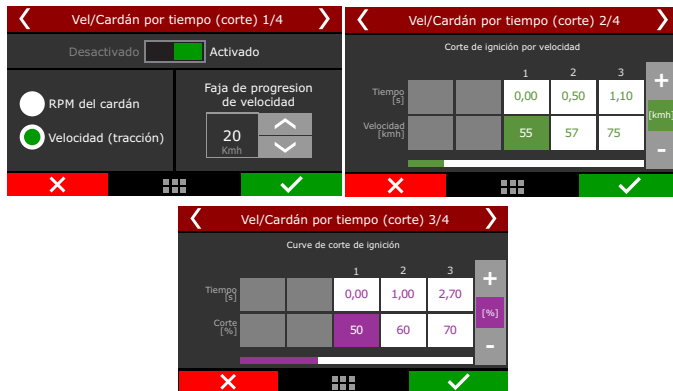 Vel/Cardán por tiempo (corte) 1/4
Desactivado Activado
RPM del cardán
Velocidad (tracción)
Faja de progresion
de velocidad
20
Kmh
Vel/Cardán por tiempo (corte) 2/4
Corte de ignición por velocidad
1 2 3
Tiempo
[s]
0,00 0,50 1,10
Velocidad
[kmh]
55 57 75
+
[kmh]
-
Vel/Cardán por tiempo (corte) 3/4
Curve de corte de ignición
1 2 3
Tiempo
[s]
0,00 1,00 2,70
Corte
[%]
50 60 70
+
[%]
-